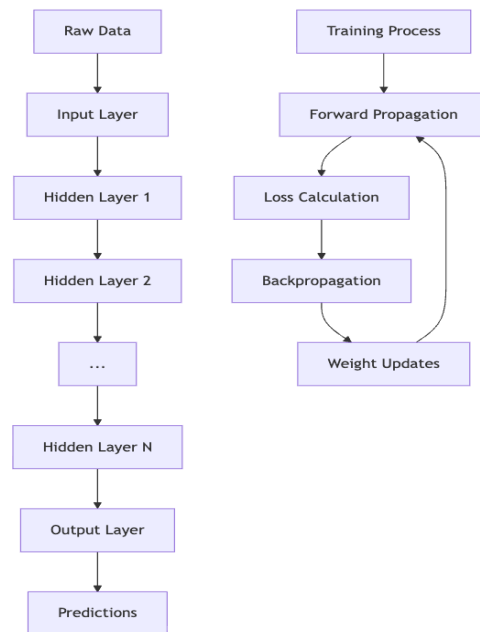 Raw Data
Input Layer
Hidden Layer 1
Hidden Layer 2
...
Hidden Layer N
Output Layer
Predictions
Training Process
Forward Propagation
Loss Calculation
Backpropagation
Weight Updates